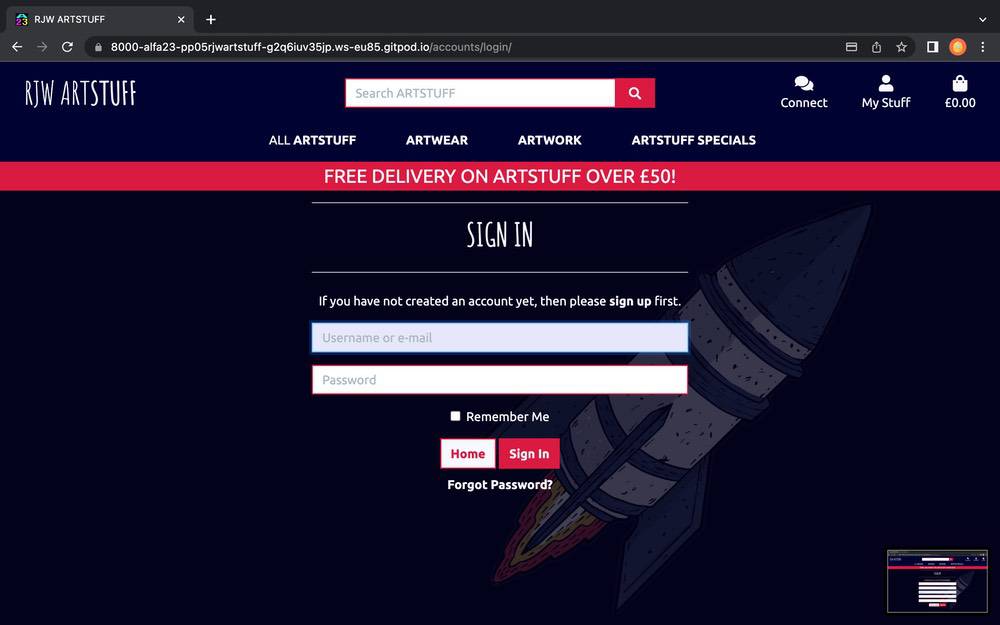 RJW ARTSTUFF
8000-alfa23-pp05rjwartstuff-g2q6iuv35jp.ws-eu85.gitpod.io/accounts/login/
RJW ARTSTUFF
Search ARTSTUFF
Connect
My Stuff
£0.00
ALL ARTSTUFF
ARTWEAR
ARTWORK
ARTSTUFF SPECIALS
FREE DELIVERY ON ARTSTUFF OVER £50!
SIGN IN
If you have not created an account yet, then please sign up first.
Username or e-mail
Password
Remember Me
Home
Sign In
Forgot Password?